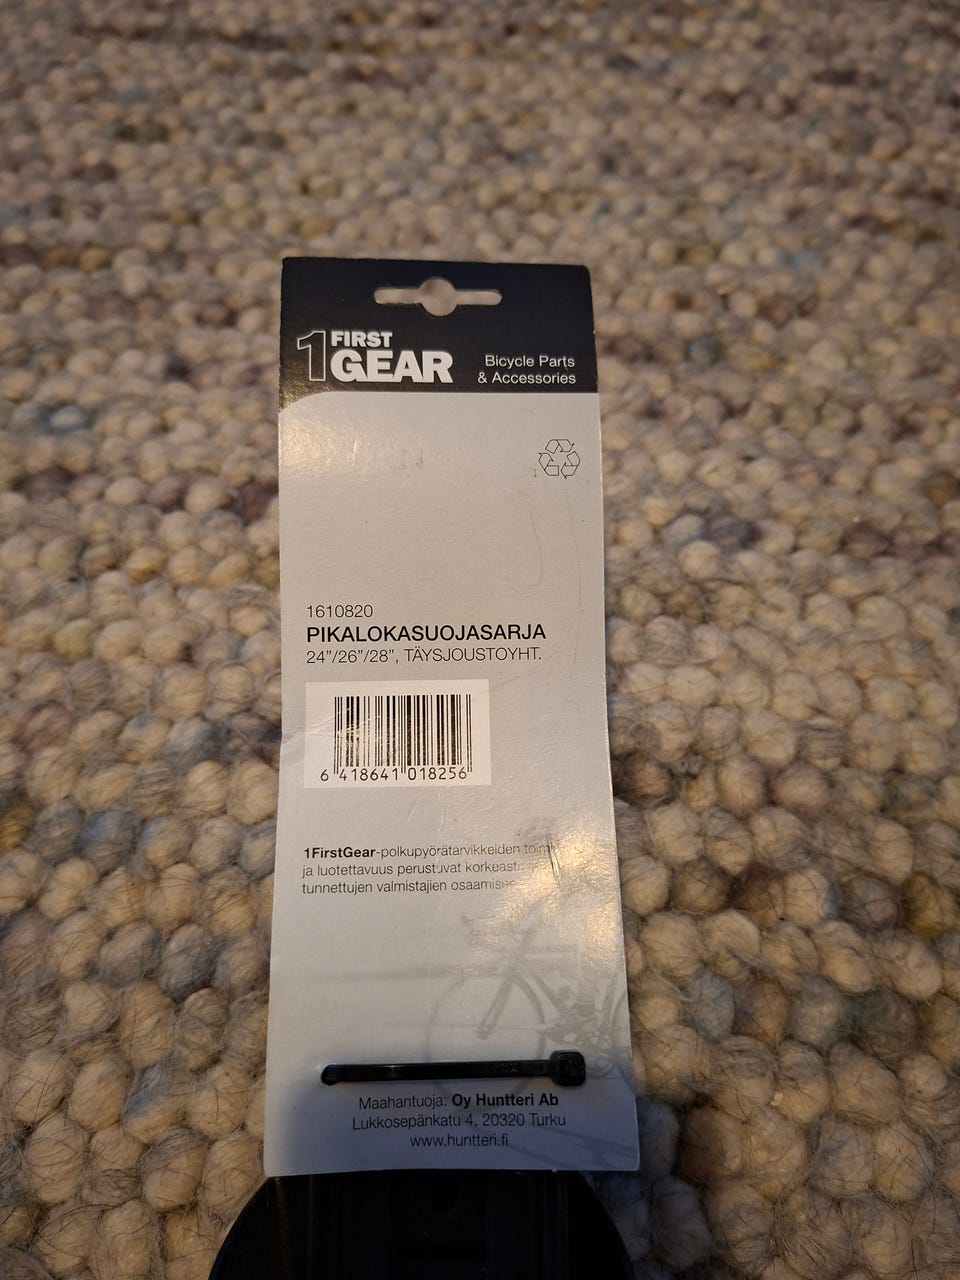 1 FIRST
GEAR
Bicycle Parts
& Accessories
1610820
PIKALOKASUOJASARJA
24”/26”/28”, TÄYSJOUSTOYHT.
6 418641 018256
1FirstGear-polkupyörätarvikkeiden
ja luotettavuus perustuvat
tunnettujen valmistajien
Maahantuoja: Oy Huntteri Ab
Lukkosepänkatu 4, 20320 Turku
www.huntteri.fi